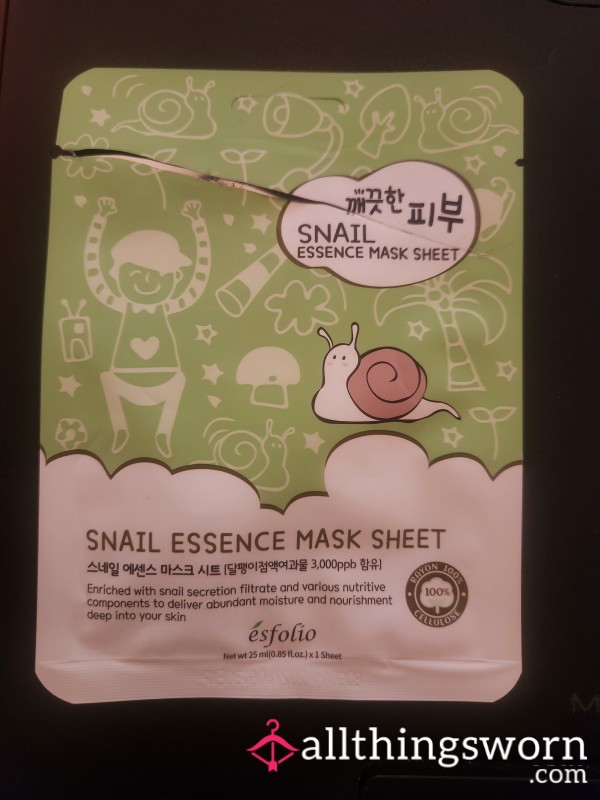 깨끗한 피부
SNAIL
ESSENCE MASK SHEET
SNAIL ESSENCE MASK SHEET
스네일 에센스 마스크 시트 [달팽이점액여과물 3,000ppb 함유]
Enriched with snail secretion filtrate and various nutritive
components to deliver abundant moisture and nourishment
deep into your skin
RAYON 100%
100%
CELLULOSE
esfolio
Net wt 25 ml(0.85 fl.oz.) x 1 Sheet
allthingsworn
.com